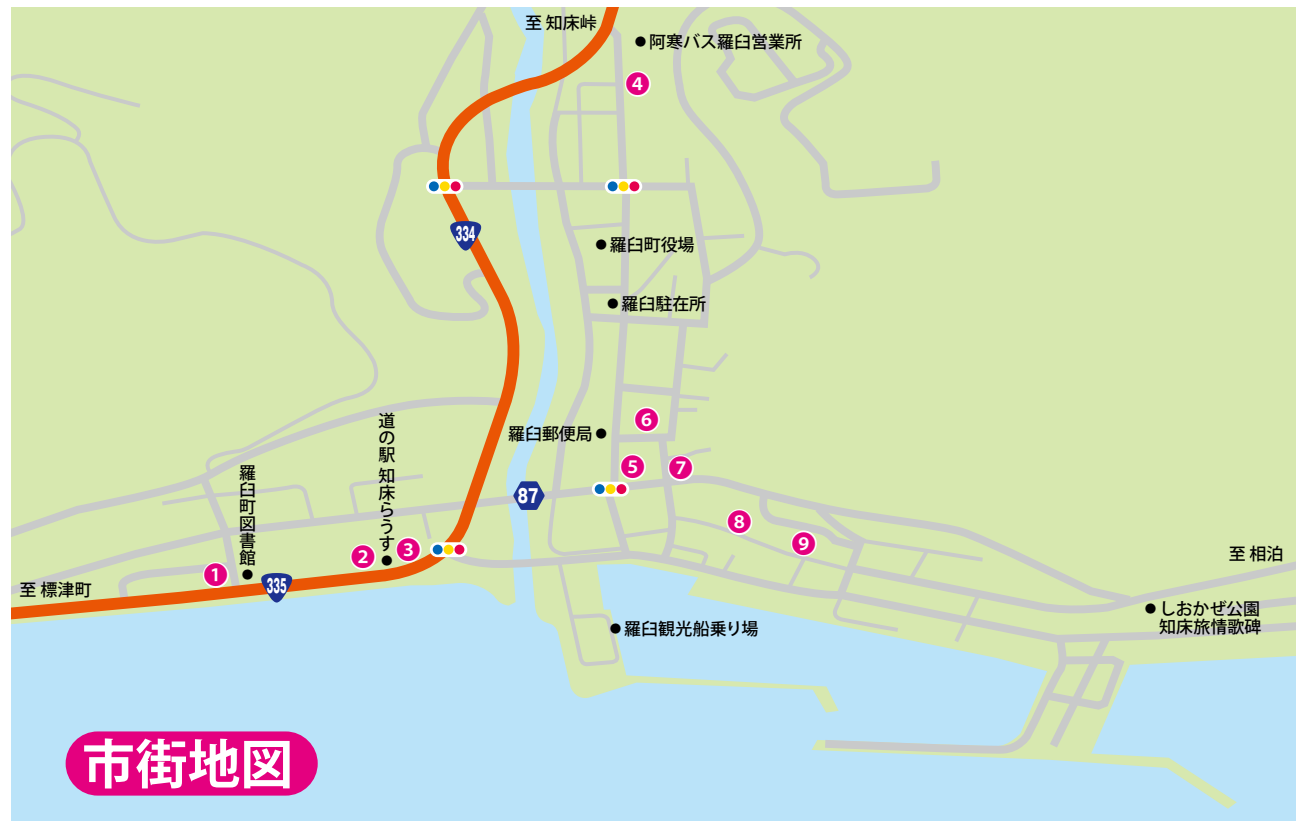 至 知床峠
阿寒バス羅臼営業所
4
334
羅臼町役場
羅臼駐在所
6
羅臼郵便局
5
7
87
8
9
道の駅 知床らうす
羅臼町図書館
2
3
1
335
至 標津町
至 相泊
しおかぜ公園
知床旅情歌碑
羅臼観光船乗り場
市街地図